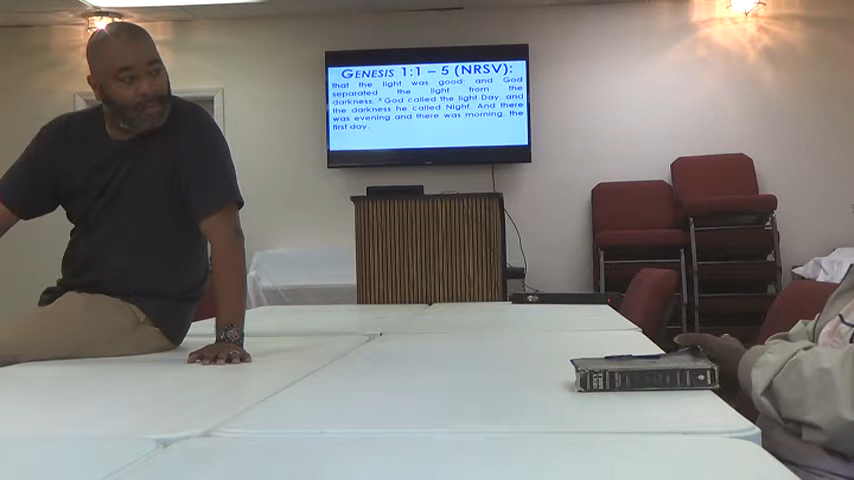 GENESIS 1:1 – 5 (NRSV):
that the light was good; and God
separated the light from the
darkness. ⁵ God called the light Day, and
the darkness he called Night. And there
was evening and there was morning, the
first day.